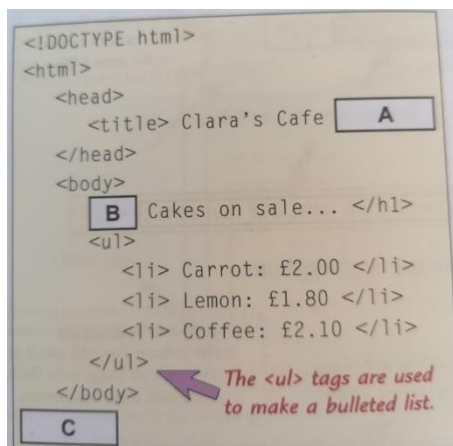 <!DOCTYPE html>
<html>
<head>
<title> Clara's Cafe A
</head>
<body>
B Cakes on sale... </h1>
<ul>
<li> Carrot: £2.00 </li>
<li> Lemon: £1.80 </li>
<li> Coffee: £2.10 </li>
</ul>
The <ul> tags are used
to make a bulleted list.
</body>
C